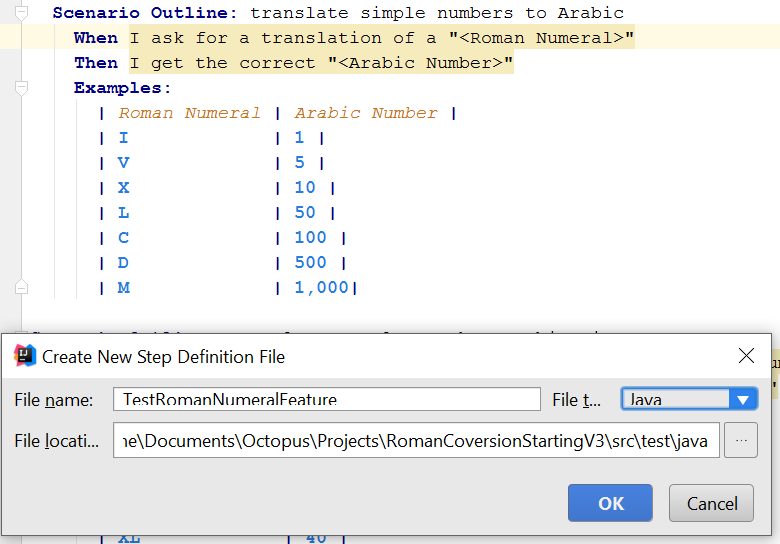 Scenario Outline: translate simple numbers to Arabic
When I ask for a translation of a "<Roman Numeral>"
Then I get the correct "<Arabic Number>"
Examples:
| Roman Numeral | Arabic Number |
| I | 1 |
| V | 5 |
| X | 10 |
| L | 50 |
| C | 100 |
| D | 500 |
| M | 1,000|
Create New Step Definition File
File name: TestRomanNumeralFeature File t... Java
File locati... ne\Documents\Octopus\Projects\RomanCoversionStartingV3\src\test\java ...
OK Cancel
| XL | 40 |